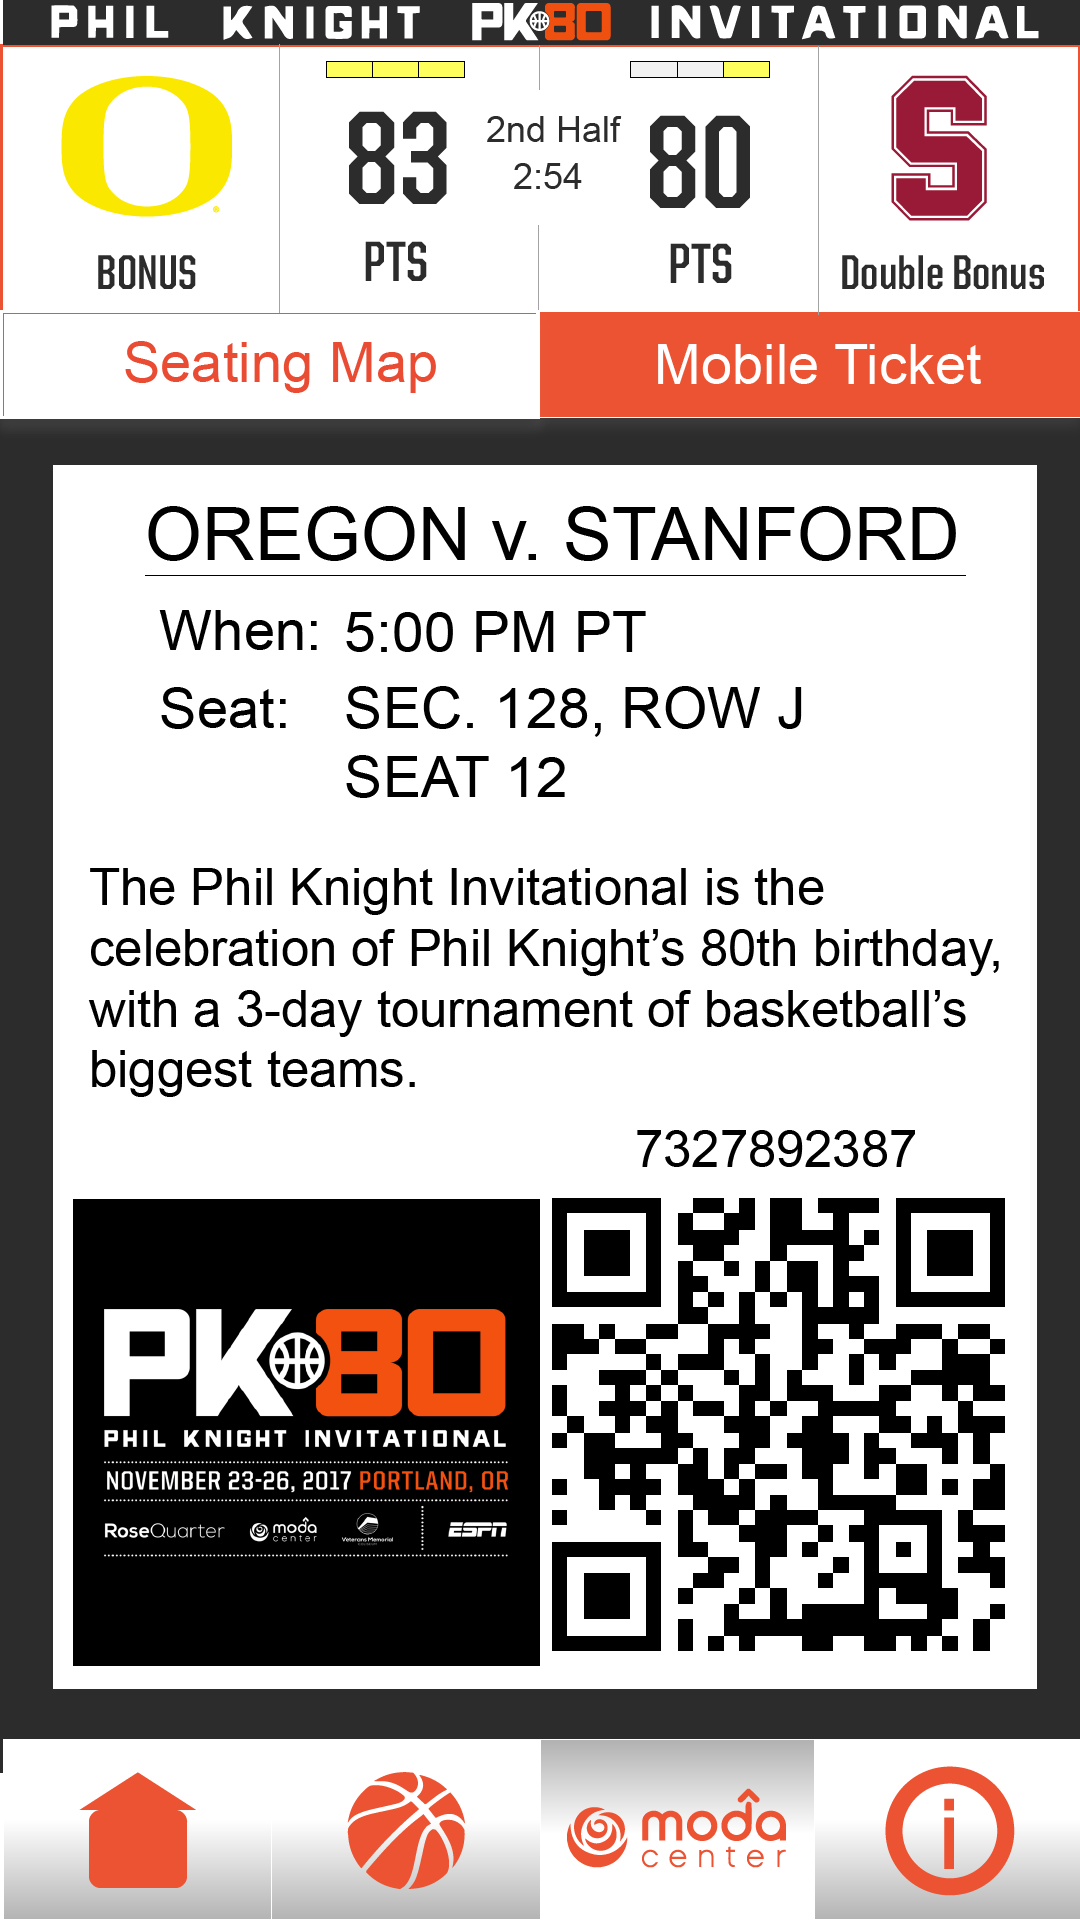 PHIL KNIGHT PK80 INVITATIONAL
83
2nd Half
2:54
80
BONUS
PTS
PTS
Double Bonus
Seating Map
Mobile Ticket
OREGON v. STANFORD
When: 5:00 PM PT
Seat: SEC. 128, ROW J
SEAT 12
The Phil Knight Invitational is the
celebration of Phil Knight’s 80th birthday,
with a 3-day tournament of basketball’s
biggest teams.
7327892387
PK80
PHIL KNIGHT INVITATIONAL
NOVEMBER 23-26, 2017 PORTLAND, OR
RoseQuarter
moda
center
Veterans Memorial
ESPN
moda
center
i